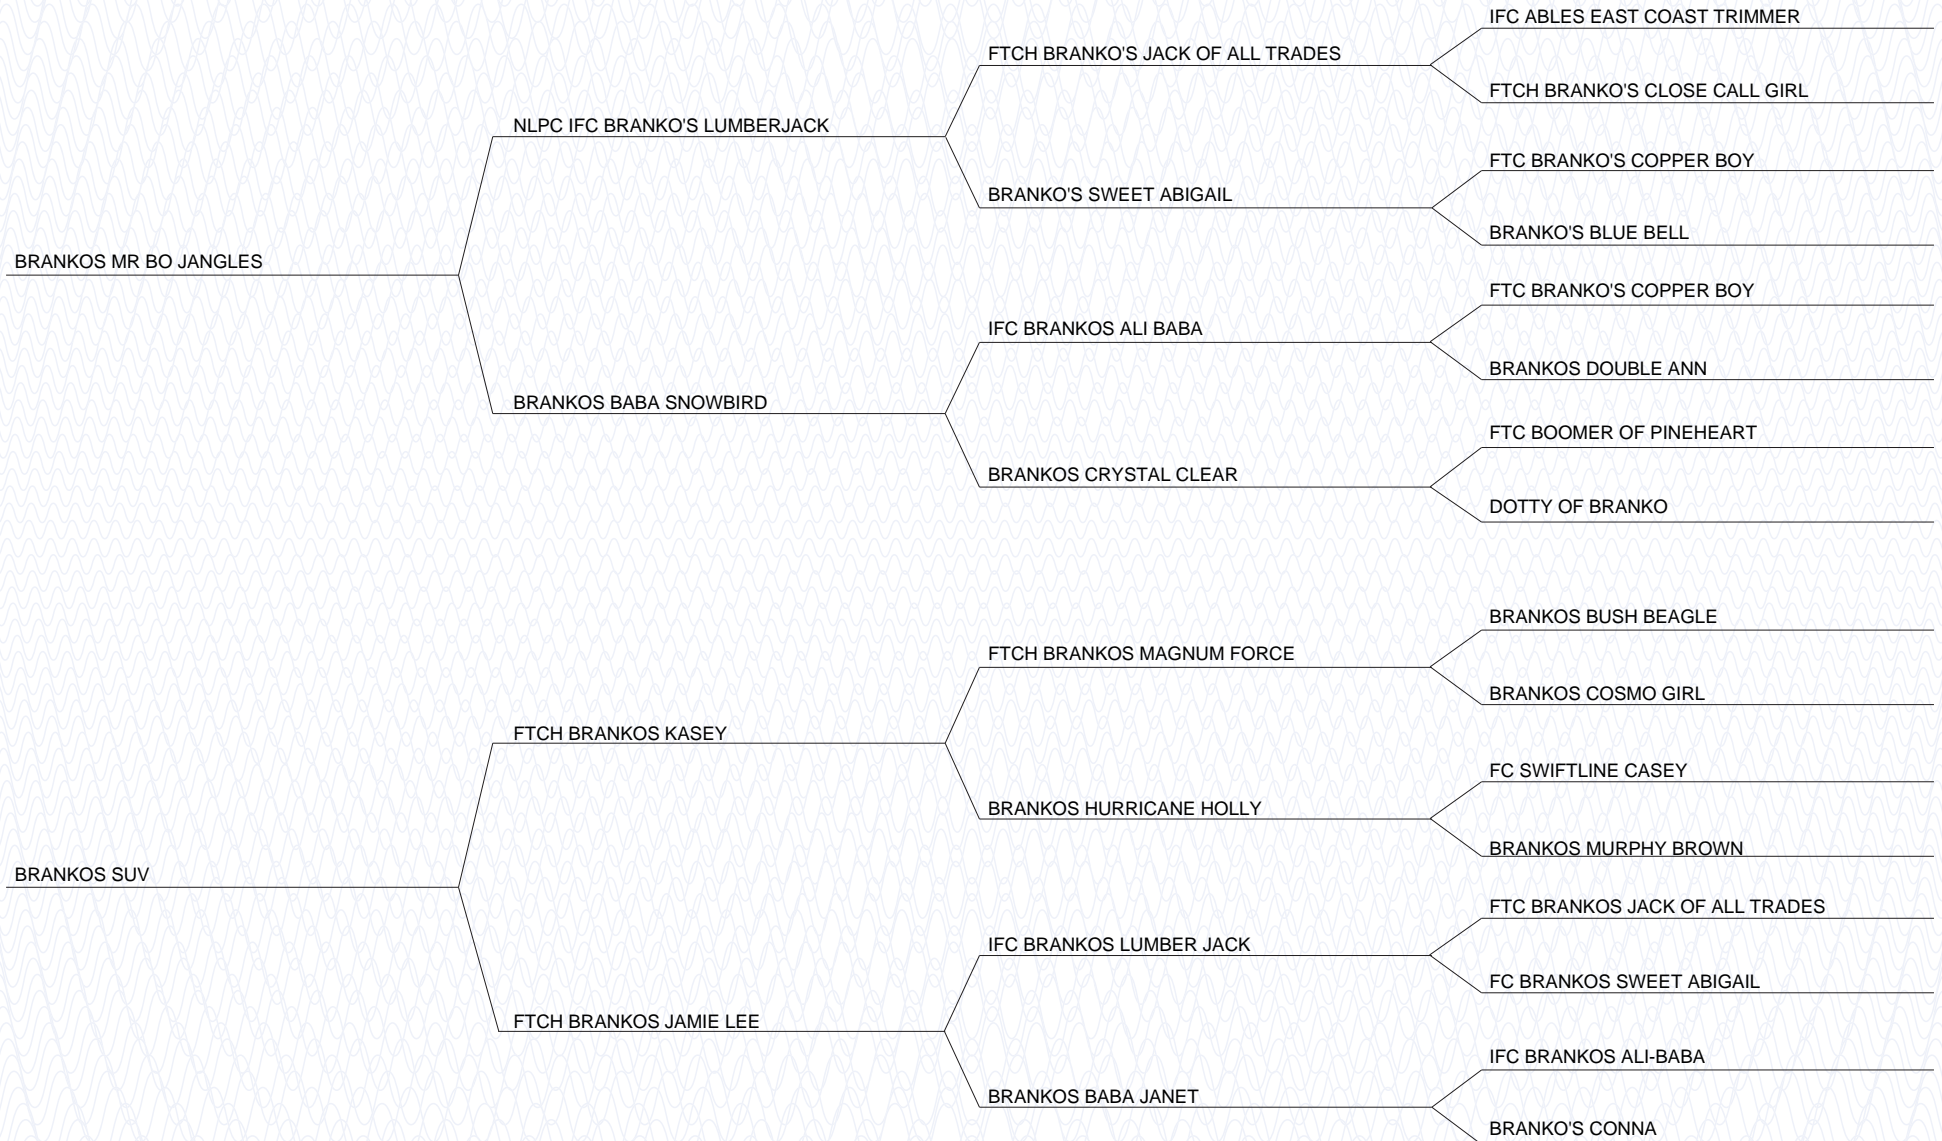 IFC ABLES EAST COAST TRIMMER
FTCH BRANKO'S JACK OF ALL TRADES
FTCH BRANKO'S CLOSE CALL GIRL
NLPC IFC BRANKO'S LUMBERJACK
FTC BRANKO'S COPPER BOY
BRANKO'S SWEET ABIGAIL
BRANKO'S BLUE BELL
BRANKOS MR BO JANGLES
FTC BRANKO'S COPPER BOY
IFC BRANKOS ALI BABA
BRANKOS DOUBLE ANN
BRANKOS BABA SNOWBIRD
FTC BOOMER OF PINEHEART
BRANKOS CRYSTAL CLEAR
DOTTY OF BRANKO
BRANKOS BUSH BEAGLE
FTCH BRANKOS MAGNUM FORCE
BRANKOS COSMO GIRL
FTCH BRANKOS KASEY
FC SWIFTLINE CASEY
BRANKOS HURRICANE HOLLY
BRANKOS MURPHY BROWN
BRANKOS SUV
FTC BRANKOS JACK OF ALL TRADES
IFC BRANKOS LUMBER JACK
FC BRANKOS SWEET ABIGAIL
FTCH BRANKOS JAMIE LEE
IFC BRANKOS ALI-BABA
BRANKOS BABA JANET
BRANKO'S CONNA